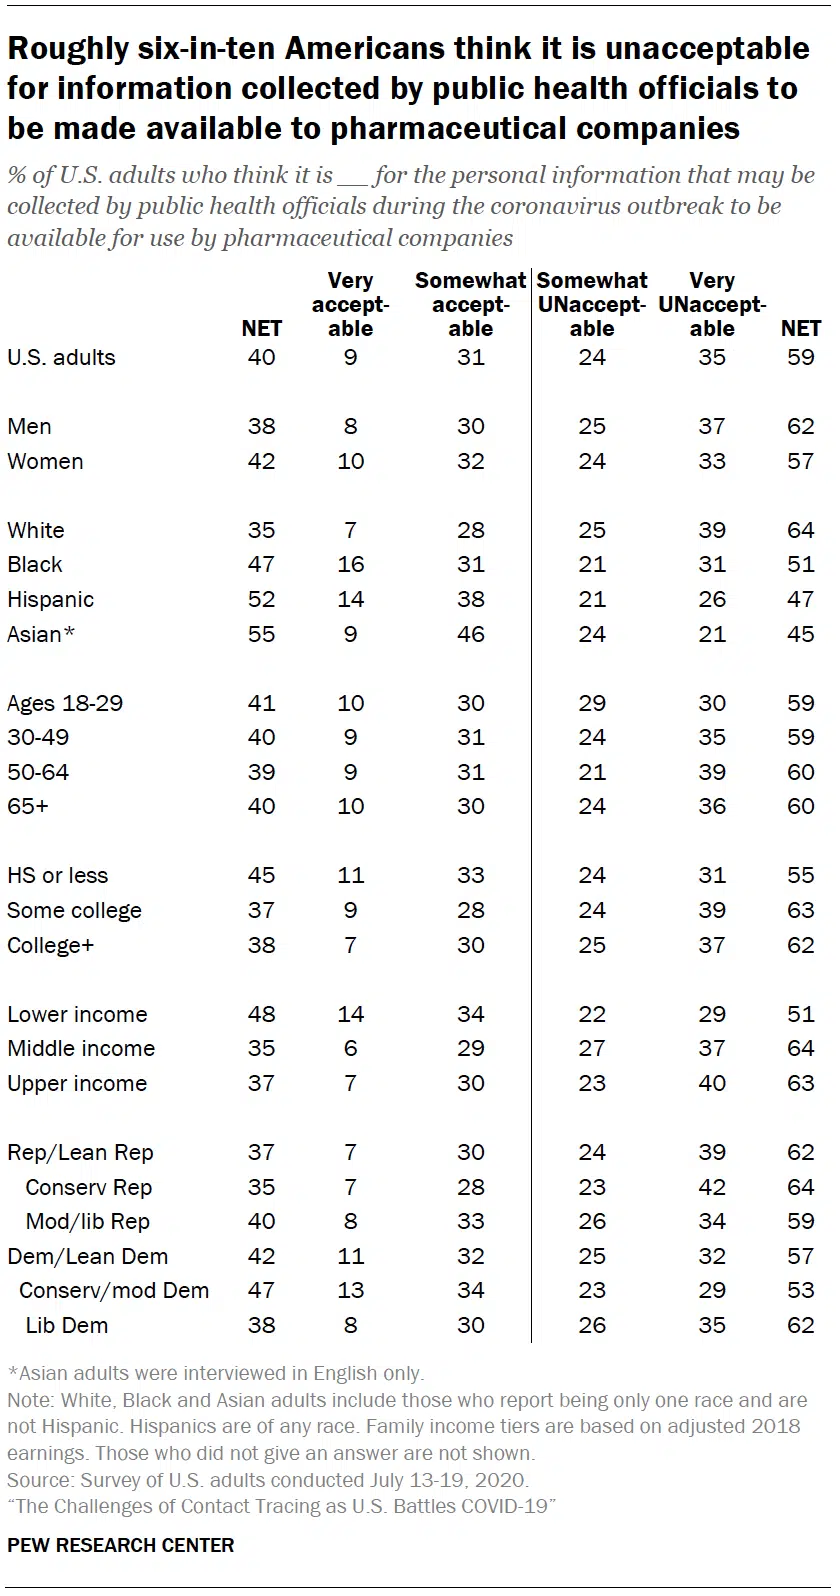 Roughly six-in-ten Americans think it is unacceptable
for information collected by public health officials to
be made available to pharmaceutical companies
% of U.S. adults who think it is __ for the personal information that may be
collected by public health officials during the coronavirus outbreak to be
available for use by pharmaceutical companies
Very Somewhat Somewhat Very
accept- accept- UNaccept- UNaccept-
NET able able able able NET
U.S. adults 40 9 31 24 35 59
Men 38 8 30 25 37 62
Women 42 10 32 24 33 57
White 35 7 28 25 39 64
Black 47 16 31 21 31 51
Hispanic 52 14 38 21 26 47
Asian* 55 9 46 24 21 45
Ages 18-29 41 10 30 29 30 59
30-49 40 9 31 24 35 59
50-64 39 9 31 21 39 60
65+ 40 10 30 24 36 60
HS or less 45 11 33 24 31 55
Some college 37 9 28 24 39 63
College+ 38 7 30 25 37 62
Lower income 48 14 34 22 29 51
Middle income 35 6 29 27 37 64
Upper income 37 7 30 23 40 63
Rep/Lean Rep 37 7 30 24 39 62
Conserv Rep 35 7 28 23 42 64
Mod/lib Rep 40 8 33 26 34 59
Dem/Lean Dem 42 11 32 25 32 57
Conserv/mod Dem 47 13 34 23 29 53
Lib Dem 38 8 30 26 35 62
*Asian adults were interviewed in English only.
Note: White, Black and Asian adults include those who report being only one race and are
not Hispanic. Hispanics are of any race. Family income tiers are based on adjusted 2018
earnings. Those who did not give an answer are not shown.
Source: Survey of U.S. adults conducted July 13-19, 2020.
“The Challenges of Contact Tracing as U.S. Battles COVID-19”
PEW RESEARCH CENTER